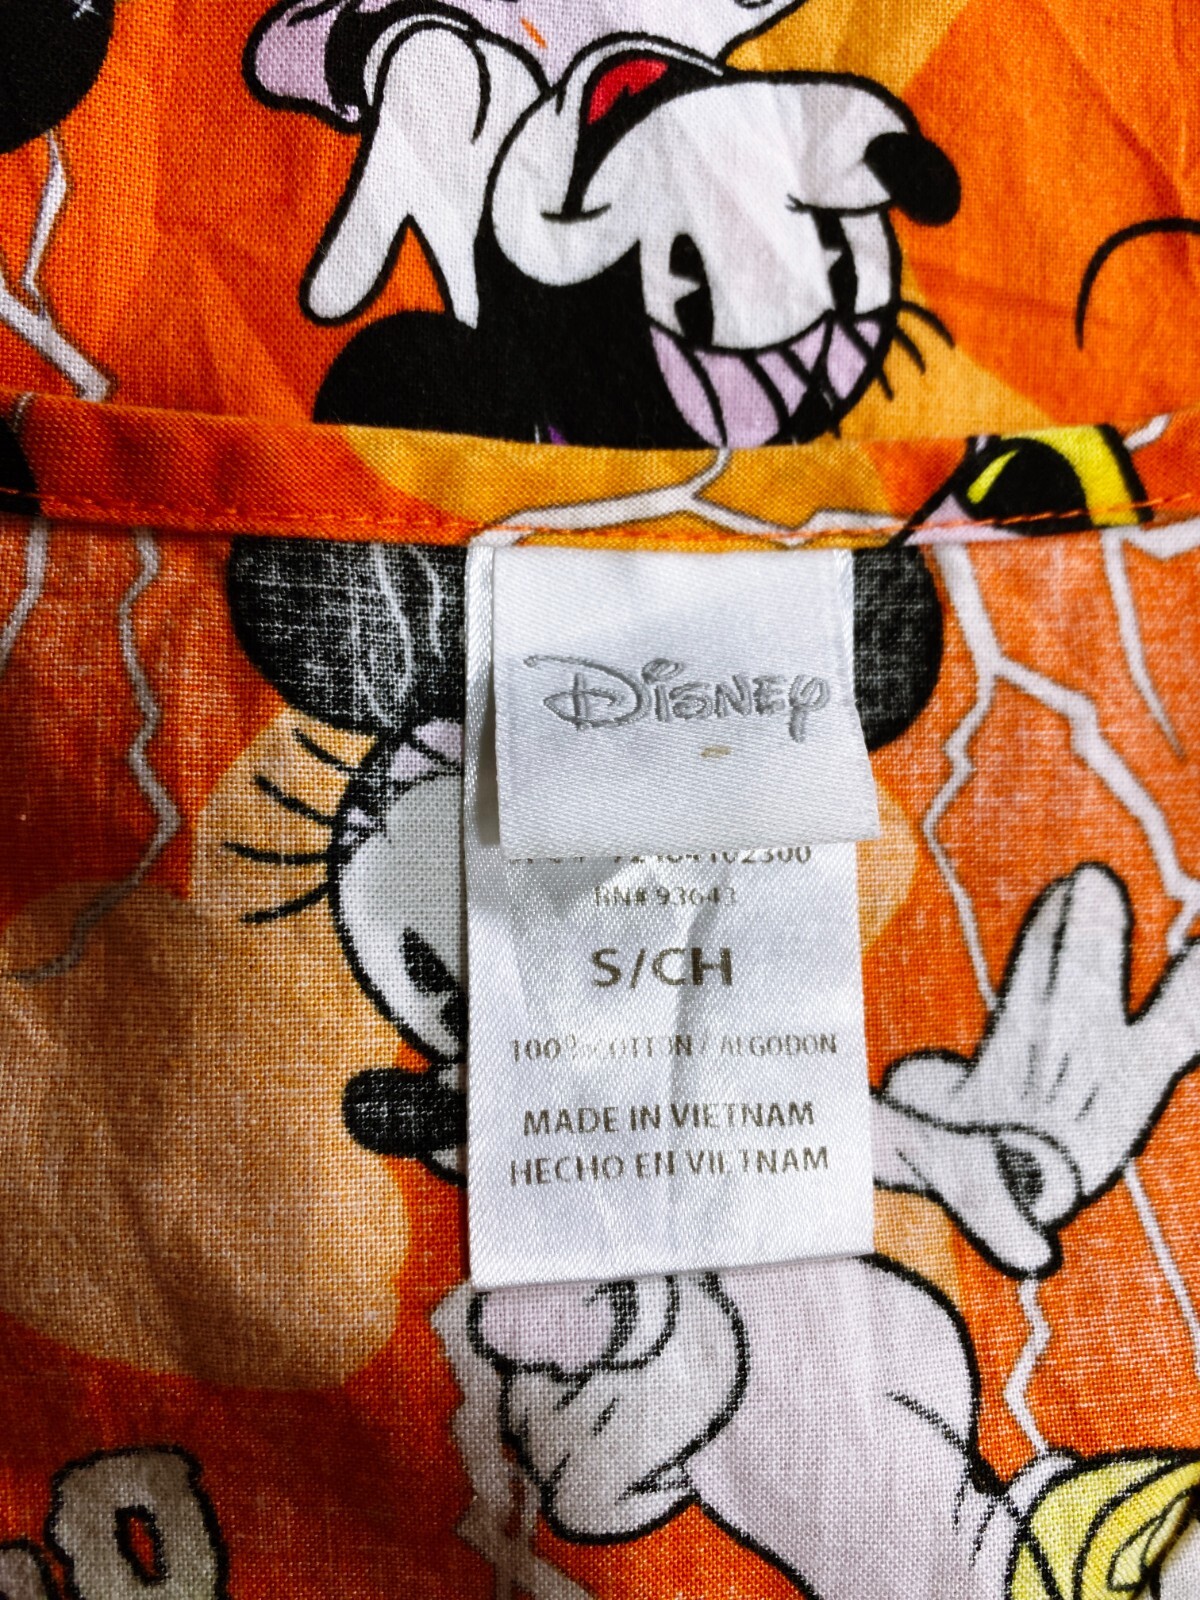 DISNEY
RN# 93643
S/CH
100% COTTON / ALGODON
MADE IN VIETNAM
HECHO EN VIETNAM